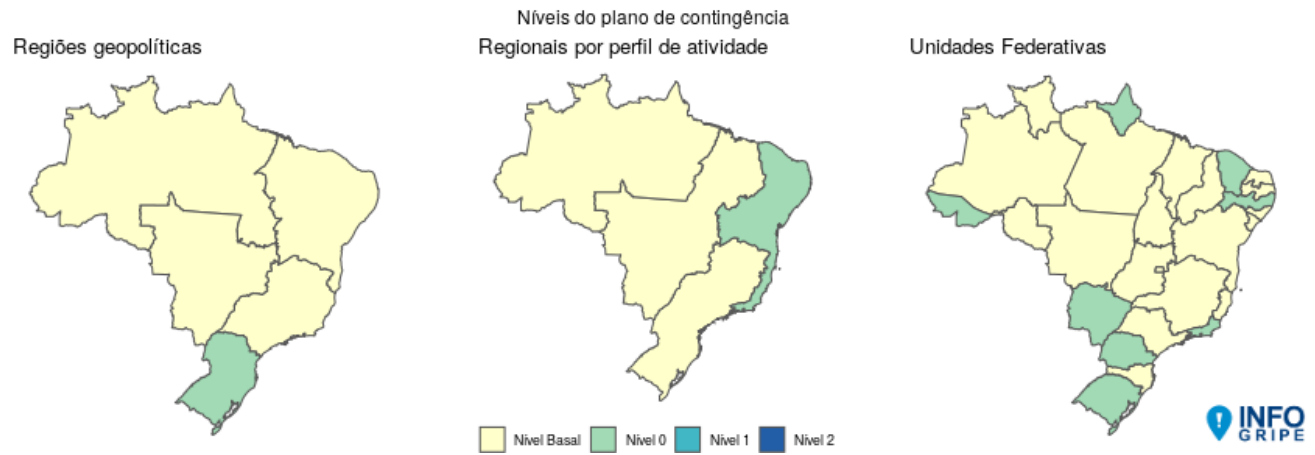 Níveis do plano de contingência
Regiões geopolíticas
Regionais por perfil de atividade
Unidades Federativas
Nível Basal
Nível 0
Nível 1
Nível 2
INFO
GRIPE